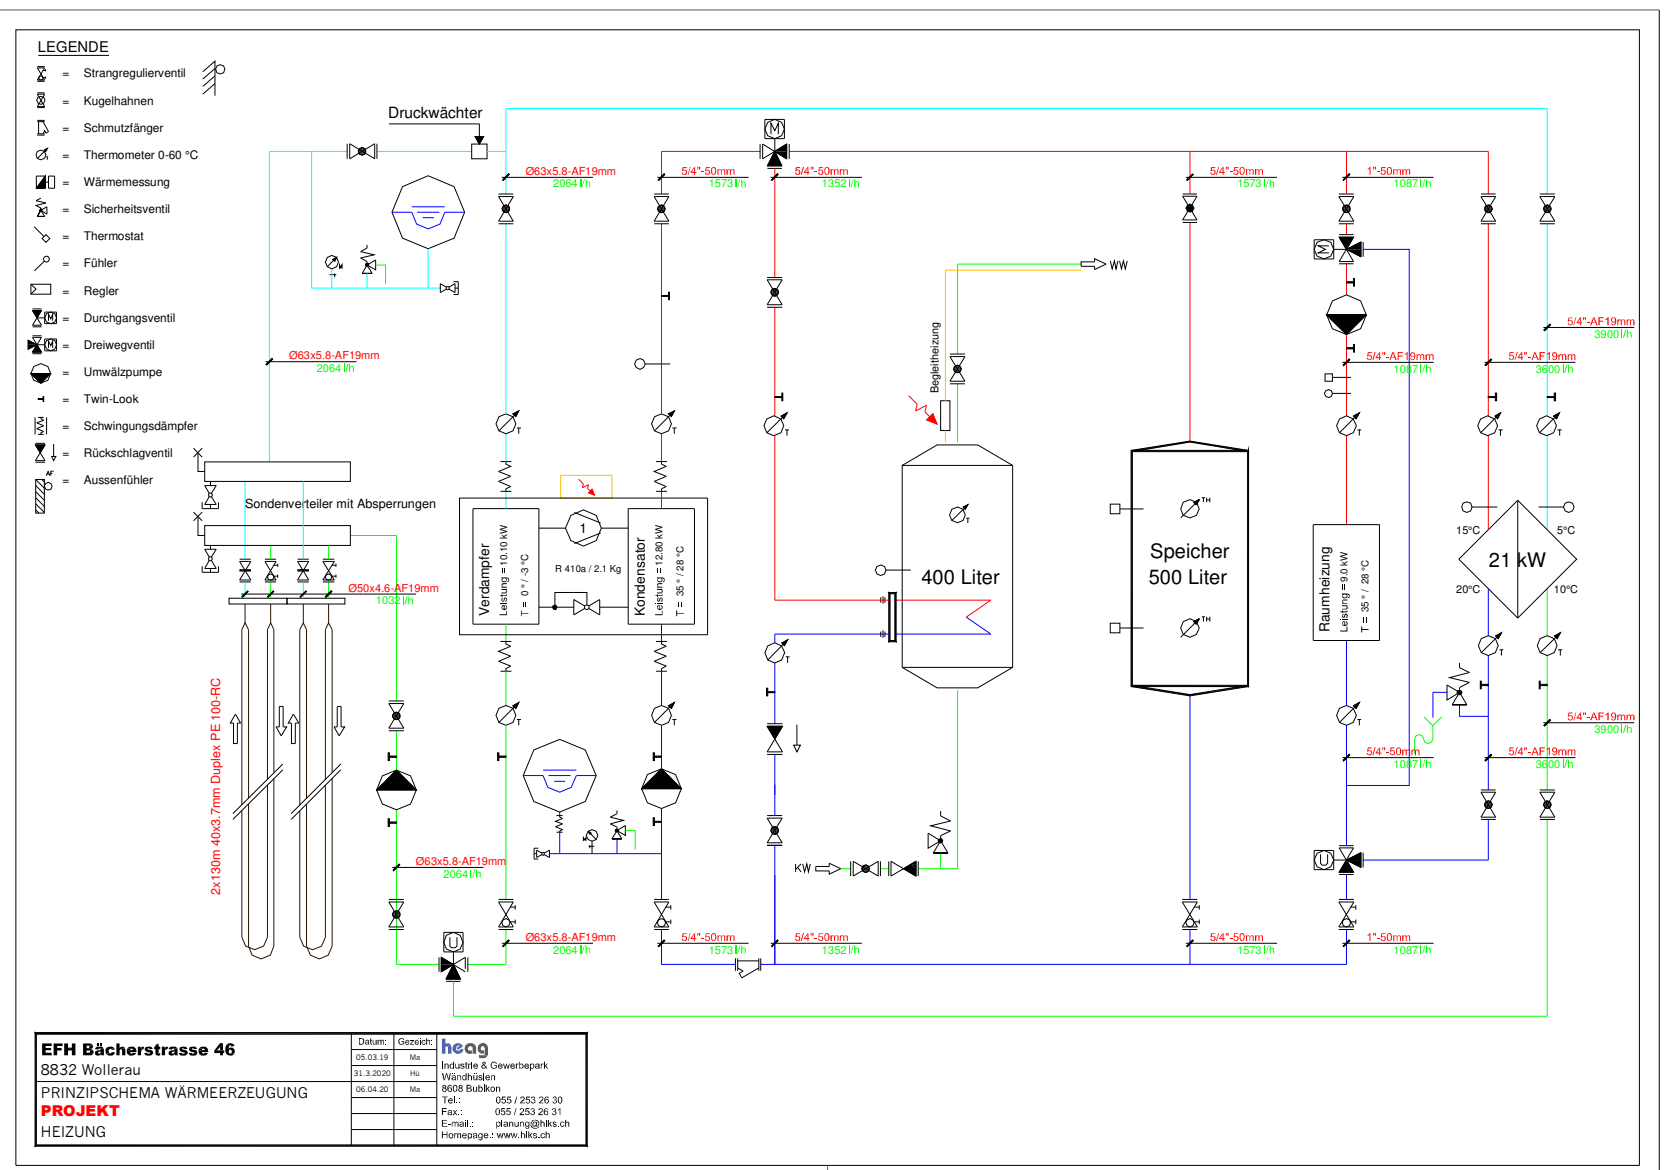 LEGENDE
= Strangregulierventil
= Kugelhahnen
= Schmutzfänger
= Thermometer 0-60 °C
= Wärmemessung
= Sicherheitsventil
= Thermostat
= Fühler
= Regler
M = Durchgangsventil
M = Dreiwegventil
= Umwälzpumpe
= Twin-Look
= Schwingungsdämpfer
= Rückschlagventil
AF
= Aussenfühler
Druckwächter
M
Ø63x5.8-AF19mm
2064 l/h
5/4"-50mm
1573 l/h
5/4"-50mm
1352 l/h
5/4"-50mm
1573 l/h
1"-50mm
1087 l/h
M
WW
Begleitheizung
5/4"-AF19mm
3900 l/h
Ø63x5.8-AF19mm
2064 l/h
5/4"-AF19mm
1087 l/h
5/4"-AF19mm
3600 l/h
T
T
T
T
T
T
Sondenverteiler mit Absperrungen
Verdampfer
Leistung = 10.10 kW
T = 0 ° / -3 °C
1
R 410a / 2.1 Kg
Kondensator
Leistung = 12.80 kW
T = 35 ° / 28 °C
T
400 Liter
TH
Speicher
500 Liter
TH
Raumheizung
Leistung = 9.0 kW
T = 35 ° / 28 °C
15°C
5°C
21 kW
20°C
10°C
Ø50x4.6-AF19mm
1032 l/h
2x130m 40x3.7mm Duplex PE 100-RC
T
T
T
T
T
T
5/4"-AF19mm
3900 l/h
5/4"-50mm
1087 l/h
5/4"-AF19mm
3600 l/h
Ø63x5.8-AF19mm
2064 l/h
KW
U
U
Ø63x5.8-AF19mm
2064 l/h
5/4"-50mm
1573 l/h
5/4"-50mm
1352 l/h
5/4"-50mm
1573 l/h
1"-50mm
1087 l/h
EFH Bächerstrasse 46
8832 Wollerau
PRINZIPSCHEMA WÄRMEERZEUGUNG
PROJEKT
HEIZUNG
Datum: Gezeich:
05.03.19 Ma
31.3.2020 Hu
06.04.20 Ma
heag
Industrie & Gewerbepark
Wändhüslen
8608 Bubikon
Tel.: 055 / 253 26 30
Fax.: 055 / 253 26 31
E-mail.: planung@hlks.ch
Homepage.: www.hlks.ch